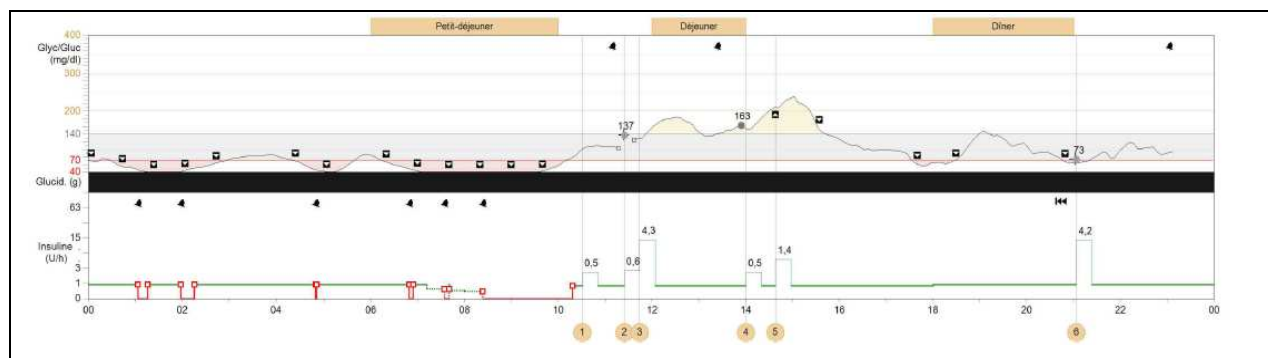 Petit-déjeuner Déjeuner Dîner
400
Glyc/Gluc
(mg/dl)
300
200
163
137
140
70
73
40
Glucid. (g)
63
15
Insuline
(U/h)
3
1
0
0,5 0,6 4,3 0,5 1,4 4,2
00 02 04 06 08 10 12 14 16 18 20 22 00
1 2 3 4 5 6